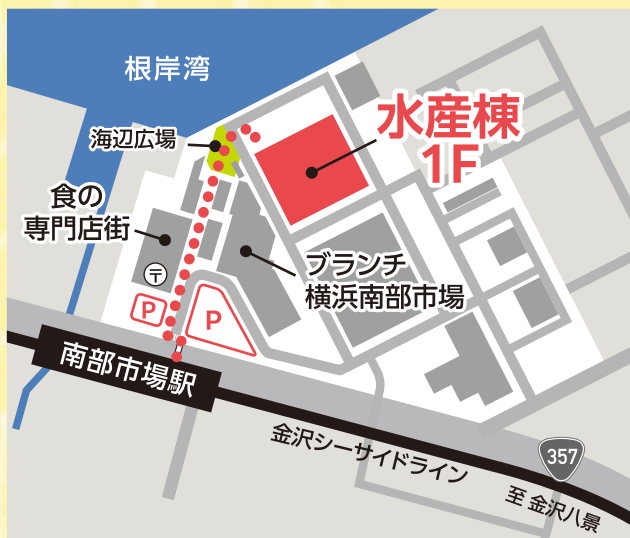 根岸湾
海辺広場
水産棟
1F
食の
専門店街
ブランチ
横浜南部市場
〒
P
P
南部市場駅
金沢シーサイドライン
357
至 金沢八景